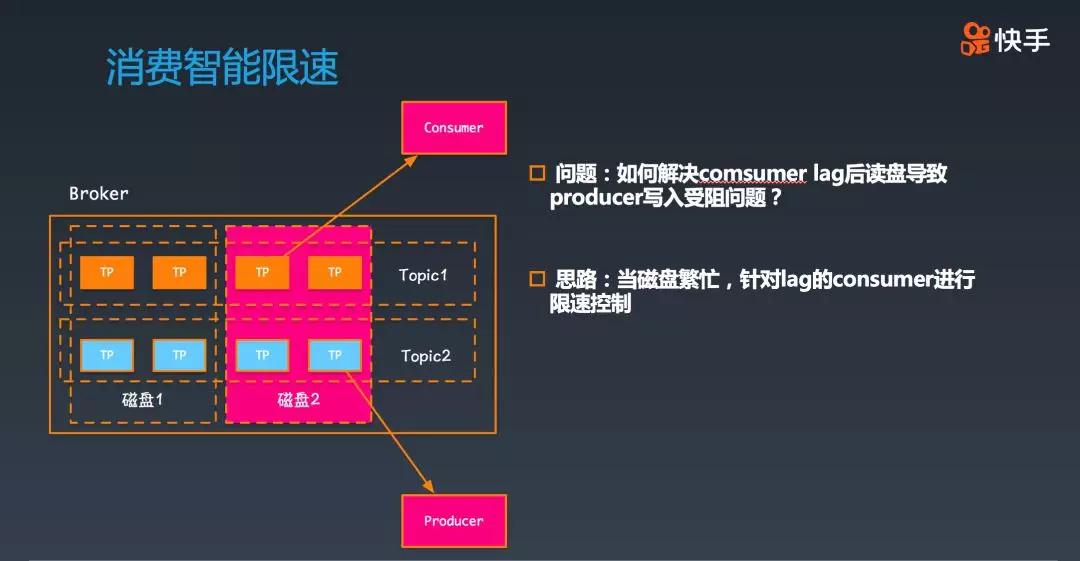 快手
消费智能限速
Consumer
问题：如何解决comsumer lag后读盘导致
producer写入受阻问题？
Broker
TP TP TP TP Topic1
思路：当磁盘繁忙，针对lag的consumer进行
限速控制
TP TP TP TP Topic2
磁盘1 磁盘2
Producer